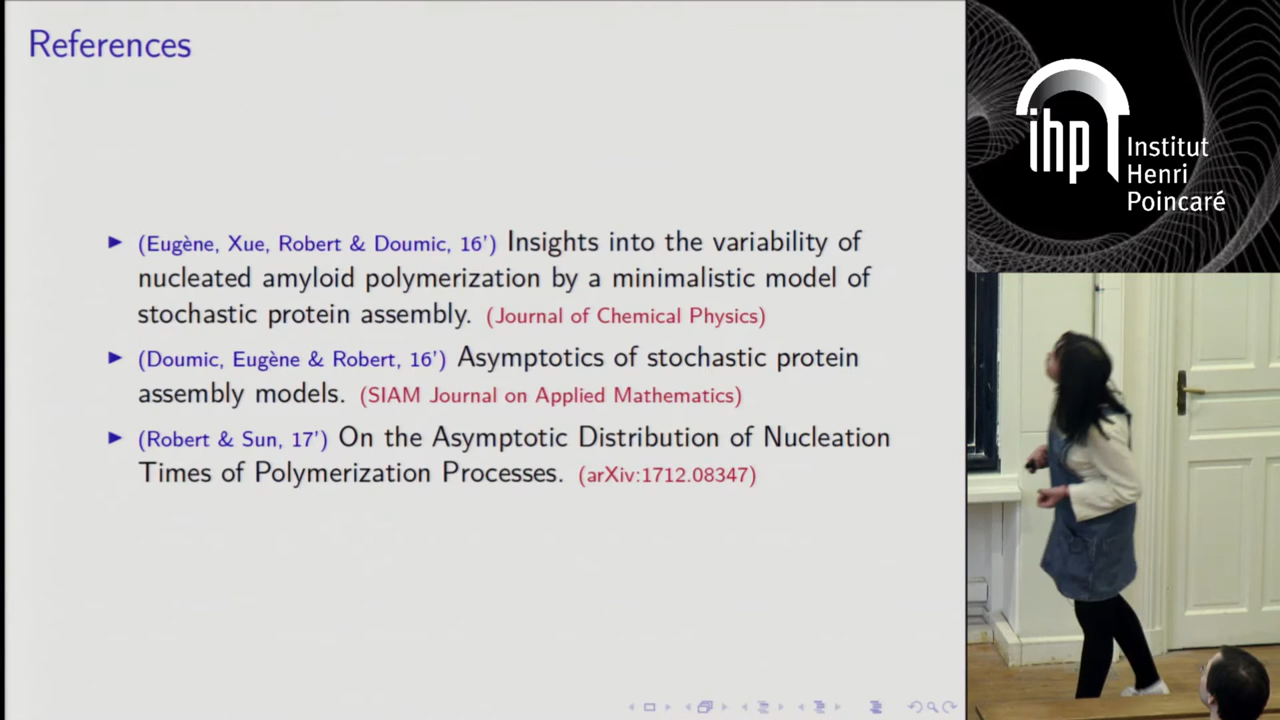 References
▶ (Eugène, Xue, Robert & Doumic, 16') Insights into the variability of
nucleated amyloid polymerization by a minimalistic model of
stochastic protein assembly. (Journal of Chemical Physics)
▶ (Doumic, Eugène & Robert, 16') Asymptotics of stochastic protein
assembly models. (SIAM Journal on Applied Mathematics)
▶ (Robert & Sun, 17') On the Asymptotic Distribution of Nucleation
Times of Polymerization Processes. (arXiv:1712.08347)
ihp
Institut
Henri
Poincaré